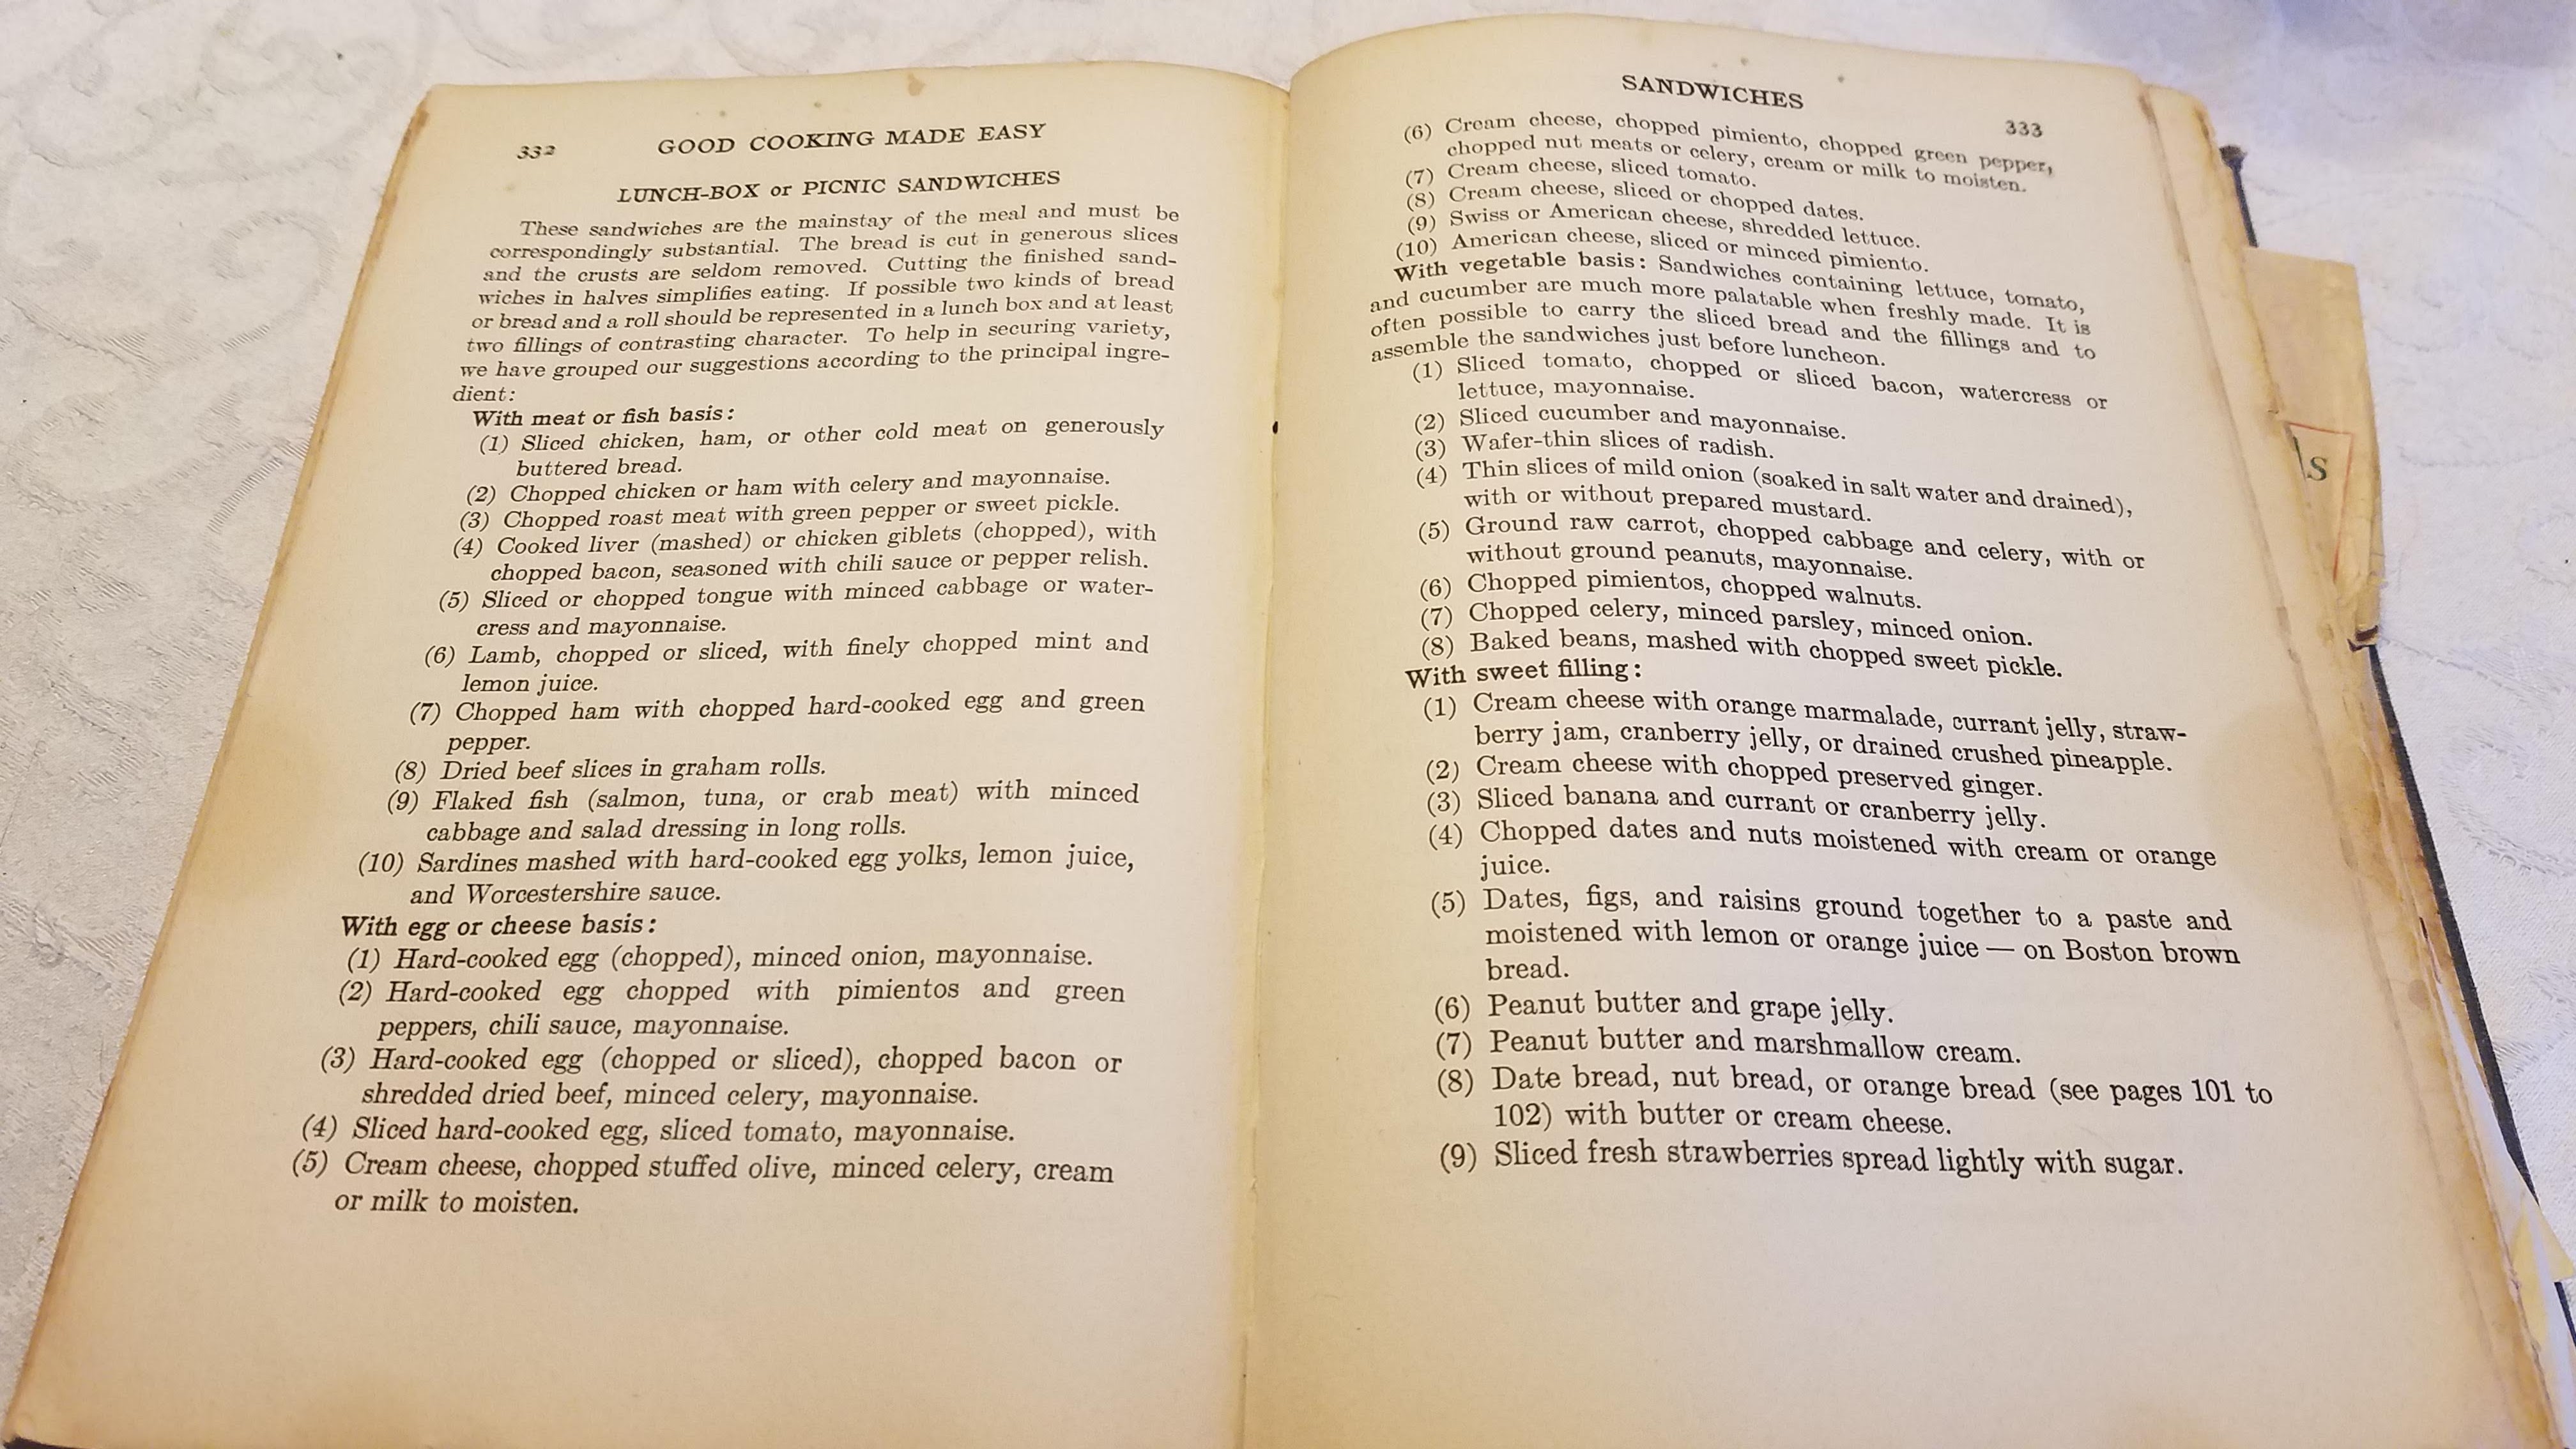 332
GOOD COOKING MADE EASY
LUNCH-BOX or PICNIC SANDWICHES
These sandwiches are the mainstay of the meal and must be
correspondingly substantial. The bread is cut in generous slices
and the crusts are seldom removed. Cutting the finished sand-
wiches in halves simplifies eating. If possible two kinds of bread
or bread and a roll should be represented in a lunch box and at least
two fillings of contrasting character. To help in securing variety,
we have grouped our suggestions according to the principal ingre-
dient:
With meat or fish basis:
(1) Sliced chicken, ham, or other cold meat on generously
buttered bread.
(2) Chopped chicken or ham with celery and mayonnaise.
(3) Chopped roast meat with green pepper or sweet pickle.
(4) Cooked liver (mashed) or chicken giblets (chopped), with
chopped bacon, seasoned with chili sauce or pepper relish.
(5) Sliced or chopped tongue with minced cabbage or water-
cress and mayonnaise.
(6) Lamb, chopped or sliced, with finely chopped mint and
lemon juice.
(7) Chopped ham with chopped hard-cooked egg and green
pepper.
(8) Dried beef slices in graham rolls.
(9) Flaked fish (salmon, tuna, or crab meat) with minced
cabbage and salad dressing in long rolls.
(10) Sardines mashed with hard-cooked egg yolks, lemon juice,
and Worcestershire sauce.
With egg or cheese basis:
(1) Hard-cooked egg (chopped), minced onion, mayonnaise.
(2) Hard-cooked egg chopped with pimientos and green
peppers, chili sauce, mayonnaise.
(3) Hard-cooked egg (chopped or sliced), chopped bacon or
shredded dried beef, minced celery, mayonnaise.
(4) Sliced hard-cooked egg, sliced tomato, mayonnaise.
(5) Cream cheese, chopped stuffed olive, minced celery, cream
or milk to moisten.
SANDWICHES
333
(6) Cream cheese, chopped pimiento, chopped green pepper,
chopped nut meats or celery, cream or milk to moisten.
(7) Cream cheese, sliced tomato.
(8) Cream cheese, sliced or chopped dates.
(9) Swiss or American cheese, shredded lettuce.
(10) American cheese, sliced or minced pimiento.
With vegetable basis: Sandwiches containing lettuce, tomato,
and cucumber are much more palatable when freshly made. It is
often possible to carry the sliced bread and the fillings and to
assemble the sandwiches just before luncheon.
(1) Sliced tomato, chopped or sliced bacon, watercress or
lettuce, mayonnaise.
(2) Sliced cucumber and mayonnaise.
(3) Wafer-thin slices of radish.
(4) Thin slices of mild onion (soaked in salt water and drained),
with or without prepared mustard.
(5) Ground raw carrot, chopped cabbage and celery, with or
without ground peanuts, mayonnaise.
(6) Chopped pimientos, chopped walnuts.
(7) Chopped celery, minced parsley, minced onion.
(8) Baked beans, mashed with chopped sweet pickle.
With sweet filling:
(1) Cream cheese with orange marmalade, currant jelly, straw-
berry jam, cranberry jelly, or drained crushed pineapple.
(2) Cream cheese with chopped preserved ginger.
(3) Sliced banana and currant or cranberry jelly.
(4) Chopped dates and nuts moistened with cream or orange
juice.
(5) Dates, figs, and raisins ground together to a paste and
moistened with lemon or orange juice — on Boston brown
bread.
(6) Peanut butter and grape jelly.
(7) Peanut butter and marshmallow cream.
(8) Date bread, nut bread, or orange bread (see pages 101 to
102) with butter or cream cheese.
(9) Sliced fresh strawberries spread lightly with sugar.